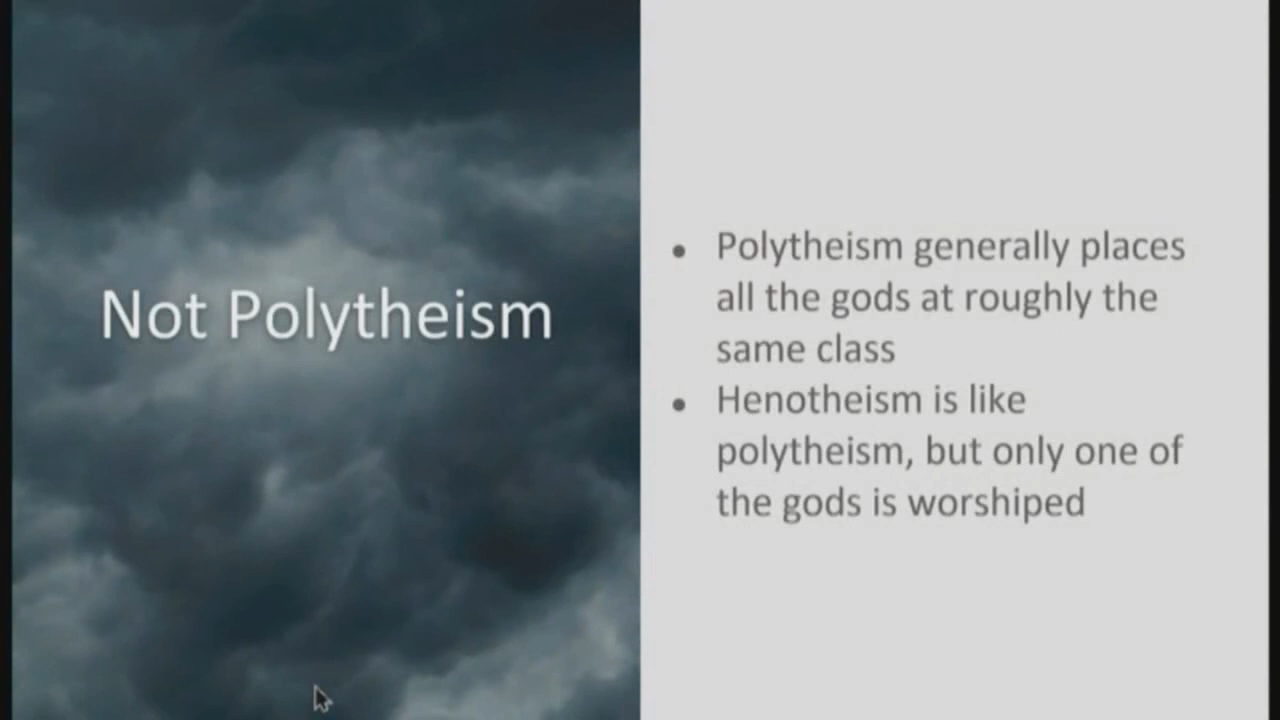 Not Polytheism
• Polytheism generally places
all the gods at roughly the
same class
• Henotheism is like
polytheism, but only one of
the gods is worshiped